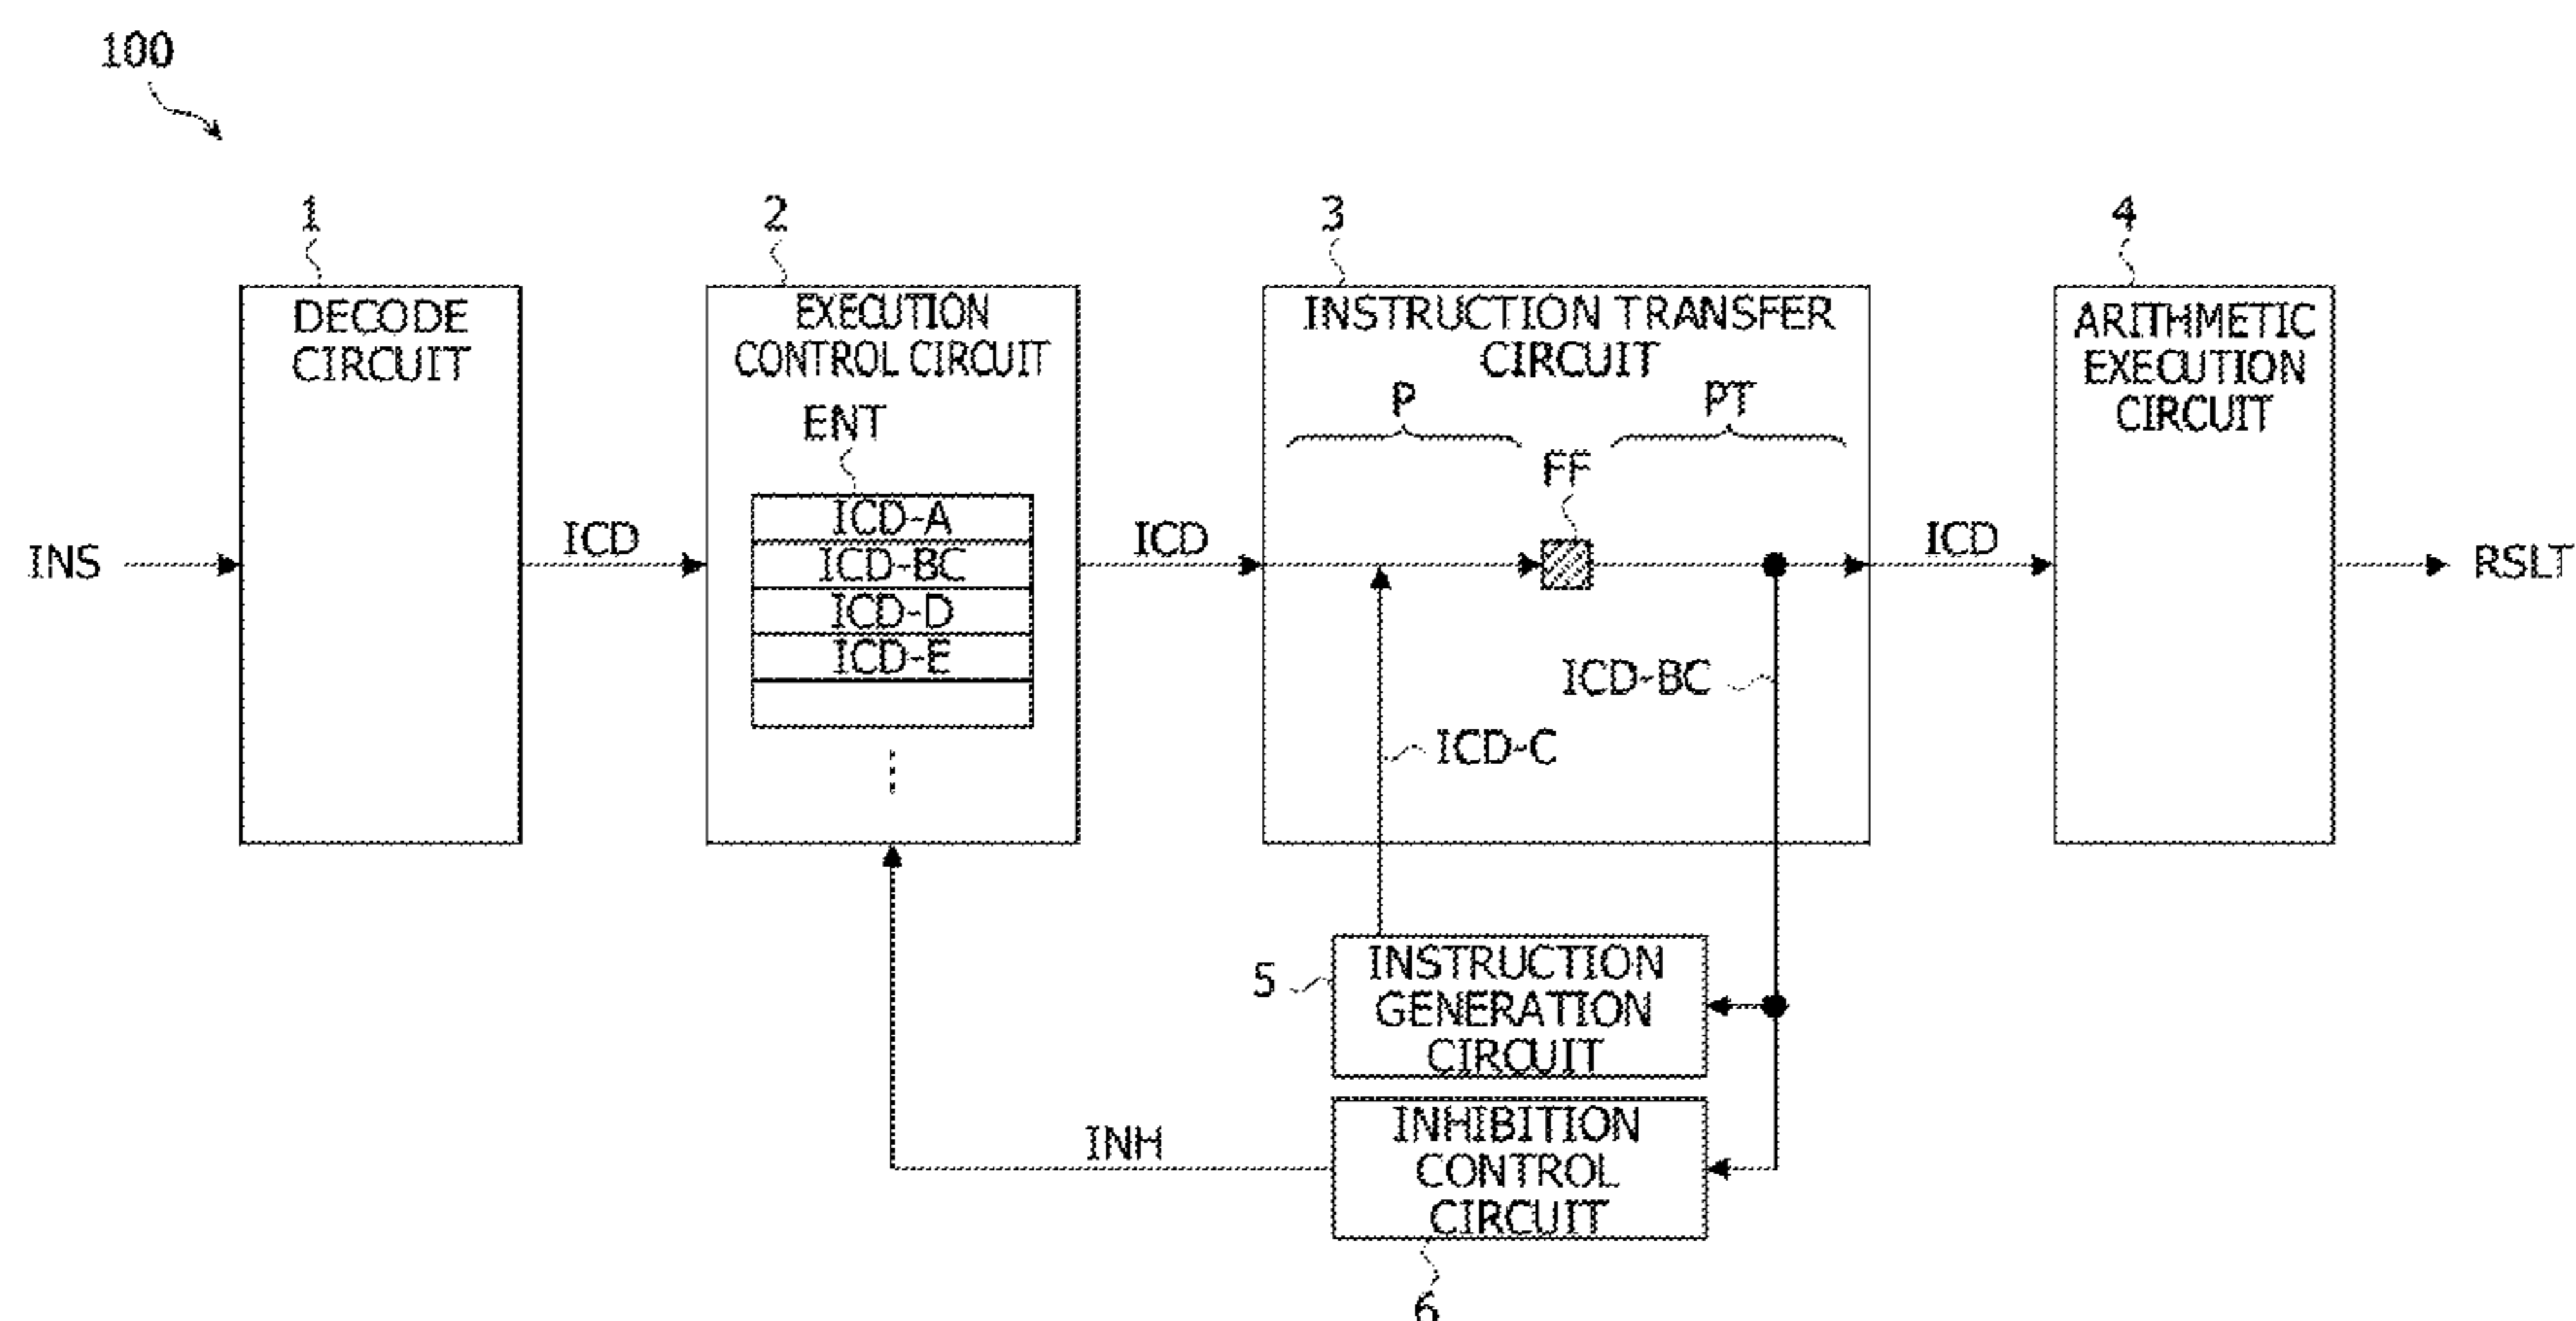 100
1
2
3
4
DECODE
CIRCUIT
EXECUTION
CONTROL CIRCUIT
ENT
ICD-A
ICD-BC
ICD-D
ICD-E
INSTRUCTION TRANSFER
CIRCUIT
P
PT
FF
ARITHMETIC
EXECUTION
CIRCUIT
INS
ICD
ICD
ICD
RSLT
ICD-BC
ICD-C
5
INSTRUCTION
GENERATION
CIRCUIT
INH
INHIBITION
CONTROL
CIRCUIT
6